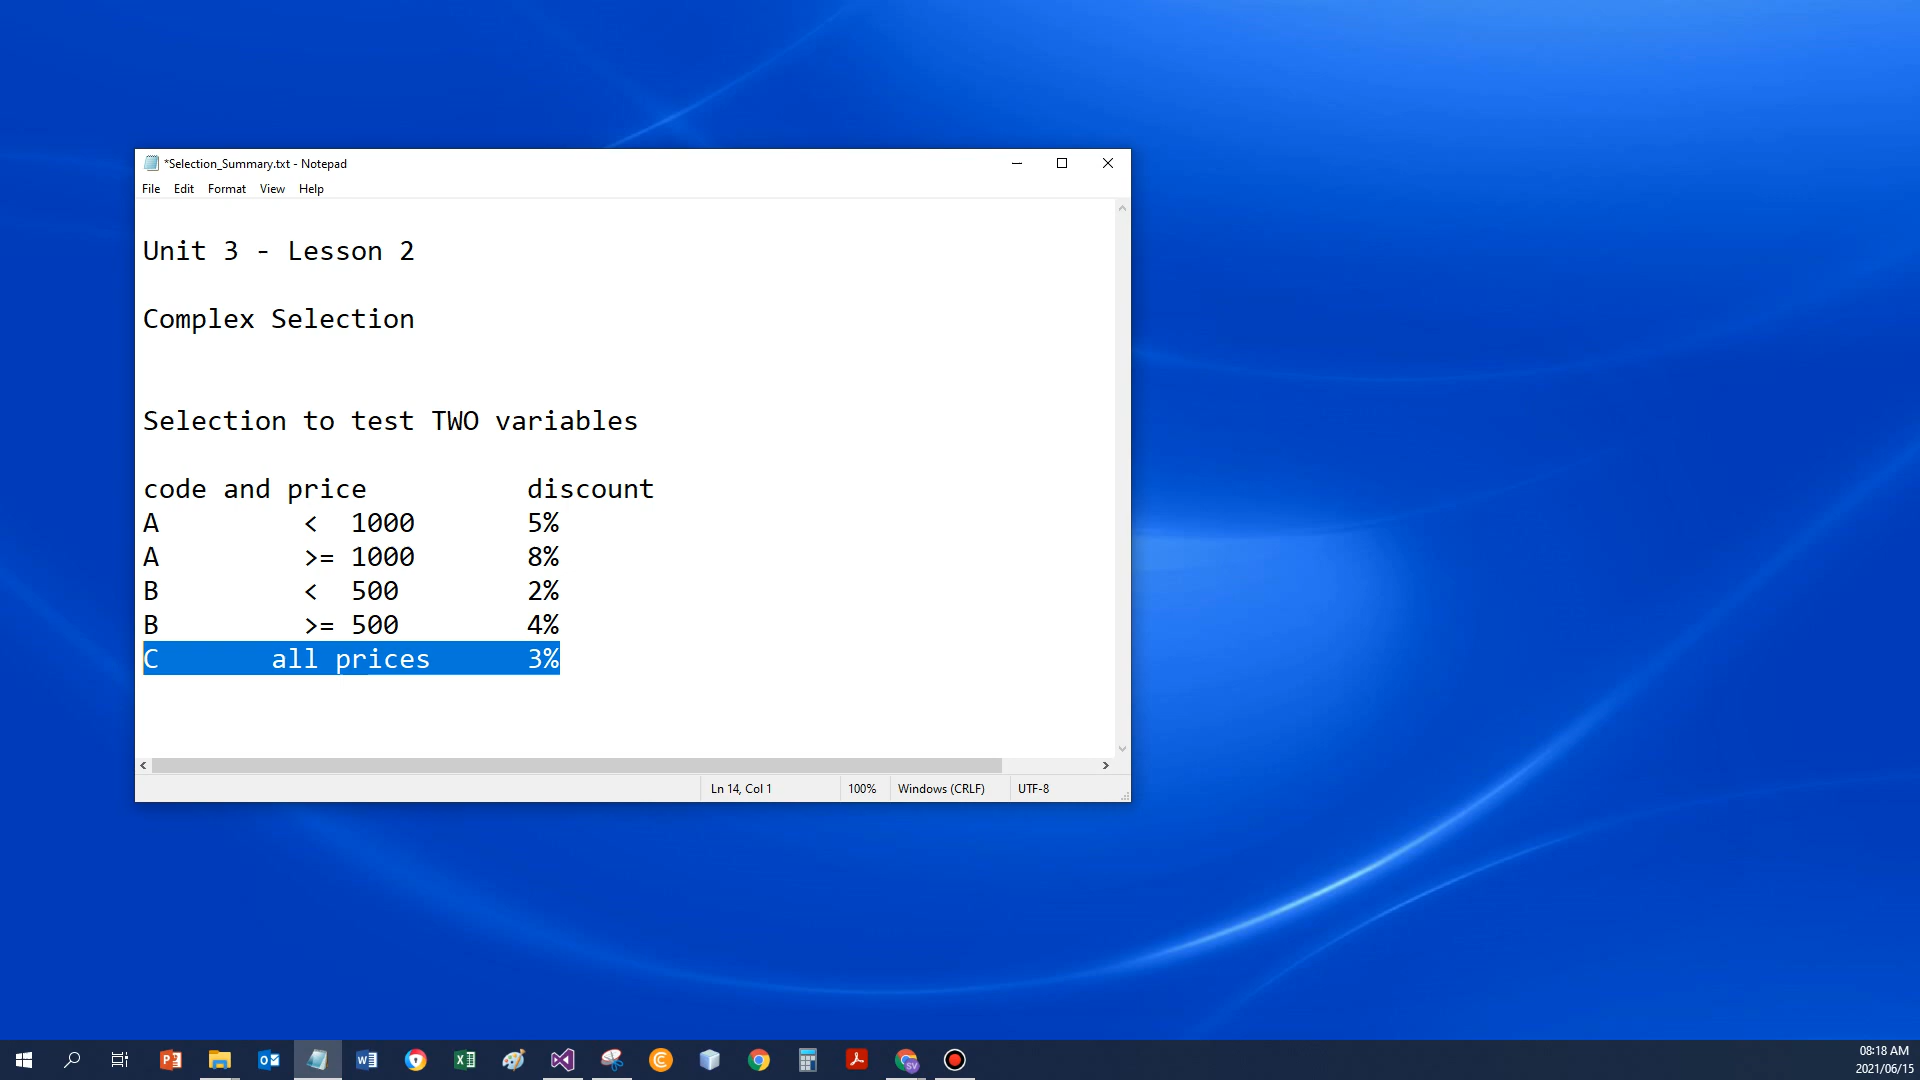 *Selection_Summary.txt - Notepad
File Edit Format View Help
Unit 3 - Lesson 2
Complex Selection
Selection to test TWO variables
code and price discount
A < 1000 5%
A >= 1000 8%
B < 500 2%
B >= 500 4%
C all prices 3%
Ln 14, Col 1 100% Windows (CRLF) UTF-8
08:18 AM
2021/06/15